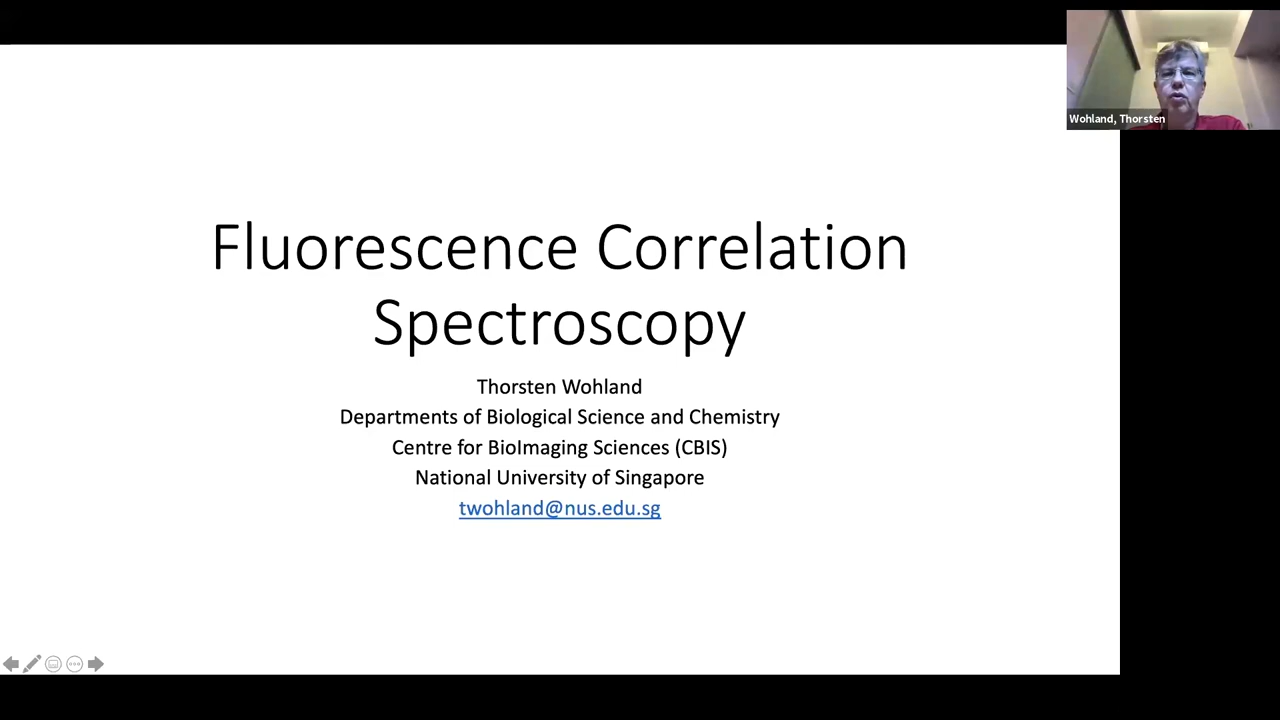 Wohland, Thorsten
Fluorescence Correlation
Spectroscopy
Thorsten Wohland
Departments of Biological Science and Chemistry
Centre for BioImaging Sciences (CBIS)
National University of Singapore
twohland@nus.edu.sg